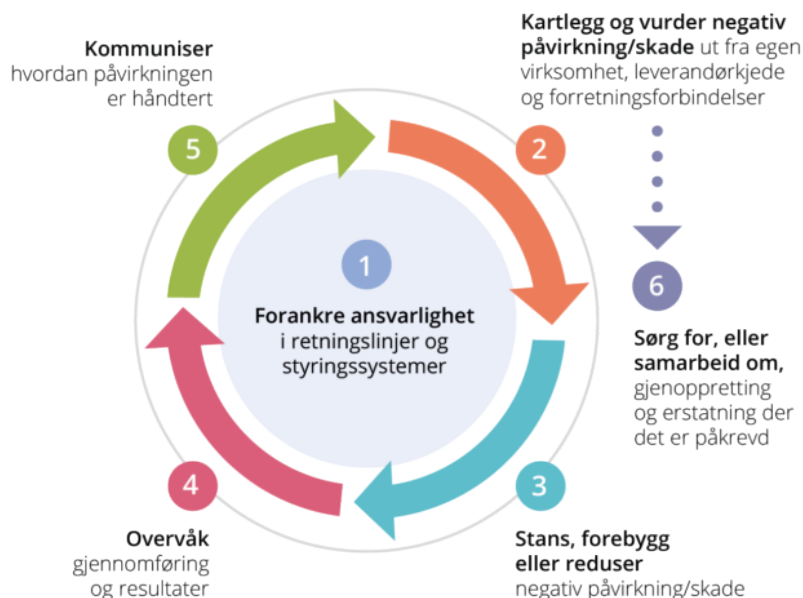 1
Forankre ansvarlighet
i retningslinjer og
styringssystemer
2
Kartlegg og vurder negativ
påvirkning/skade ut fra egen
virksomhet, leverandørkjede
og forretningsforbindelser
3
Stans, forebygg
eller reduser
negativ påvirkning/skade
4
Overvåk
gjennomføring
og resultater
5
Kommuniser
hvordan påvirkningen
er håndtert
6
Sørg for, eller
samarbeid om,
gjenoppretting
og erstatning der
det er påkrevd